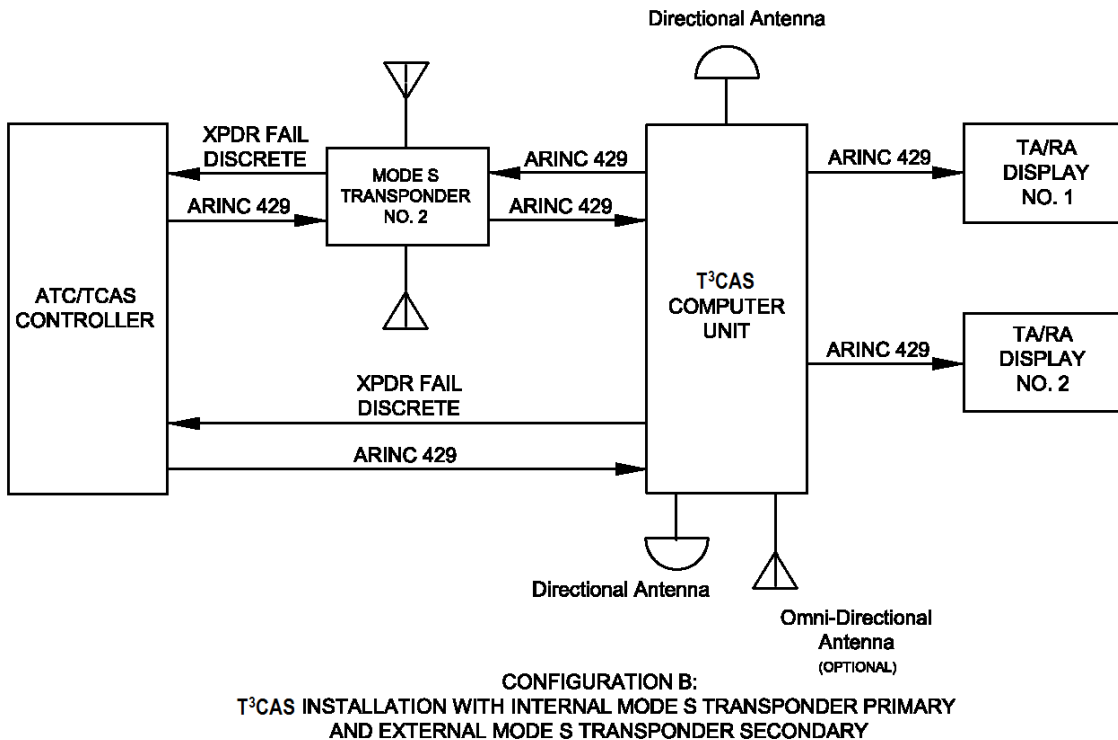 Directional Antenna
XPDR FAIL
DISCRETE
ARINC 429
MODE S
TRANSPONDER
NO. 2
ARINC 429
ARINC 429
ARINC 429
TA/RA
DISPLAY
NO. 1
ATC/TCAS
CONTROLLER
T³CAS
COMPUTER
UNIT
ARINC 429
TA/RA
DISPLAY
NO. 2
XPDR FAIL
DISCRETE
ARINC 429
Directional Antenna
Omni-Directional
Antenna
(OPTIONAL)
CONFIGURATION B:
T³CAS INSTALLATION WITH INTERNAL MODE S TRANSPONDER PRIMARY
AND EXTERNAL MODE S TRANSPONDER SECONDARY